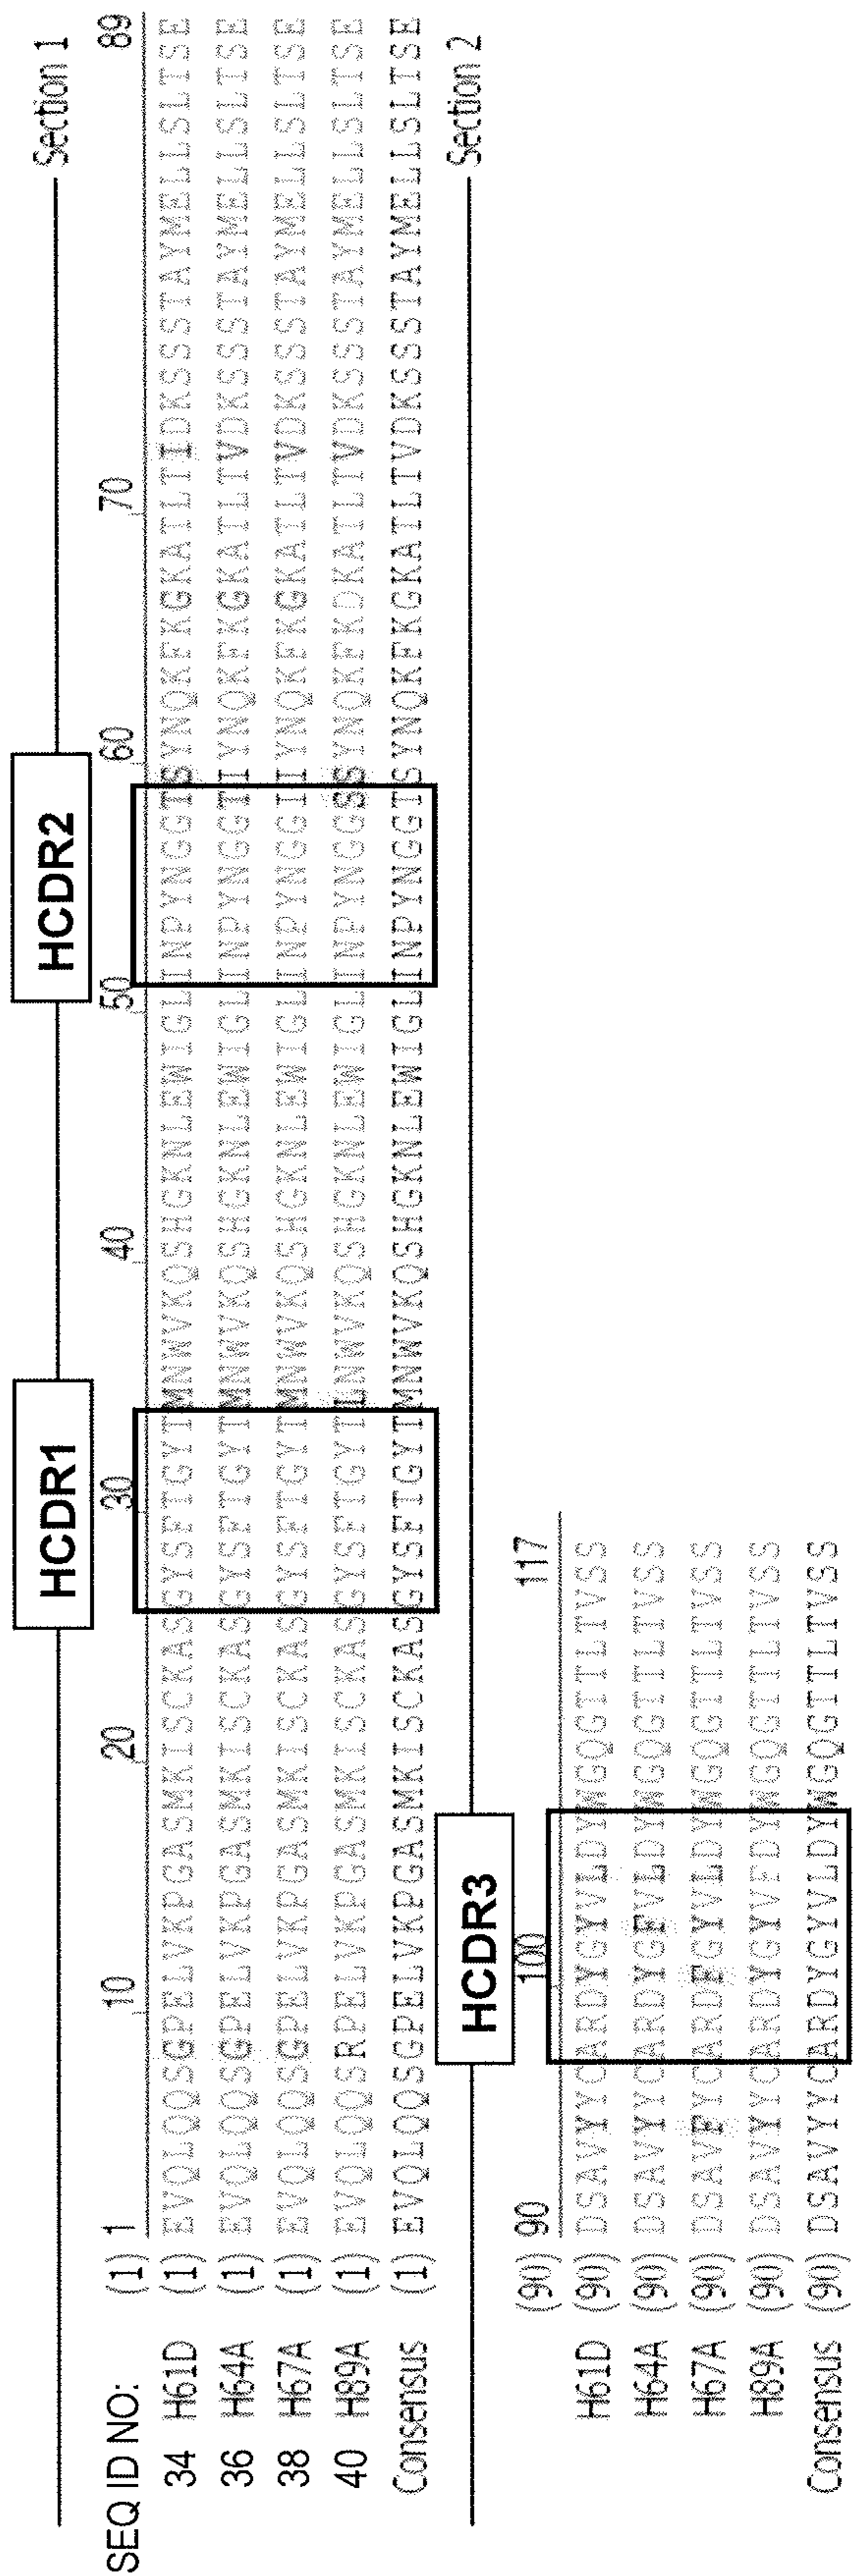 HCDR1 HCDR2
Section 1
SEQ ID NO: (1) 1 10 20 30 40 50 60 70 89
34 H61D (1) EVQLQQSGPELVKPGASMKISCKASGYSFTGYTMNWVKQSHGKNLEWIGLINPYNGGTSYNQKFKGKATLTIDKSSSTAYMELLSLTSE
36 H64A (1) EVQLQQSGPELVKPGASMKISCKASGYSFTGYTMNWVKQSHGKNLEWIGLINPYNGGTIYNQKFKGKATLTVDKSSSTAYMELLSLTSE
38 H67A (1) EVQLQQSGPELVKPGASMKISCKASGYSFTGYTMNWVKQSHGKNLEWIGLINPYNGGTIYNQKFKGKATLTVDKSSSTAYMELLSLTSE
40 H89A (1) EVQLQQSRPELVKPGASMKISCKASGYSFTGYTLNWVKQSHGKNLEWIGLINPYNGGSSYNQKFKDKATLTVDKSSSTAYMELLSLTSE
Consensus (1) EVQLQQSGPELVKPGASMKISCKASGYSFTGYTMNWVKQSHGKNLEWIGLINPYNGGTSYNQKFKGKATLTVDKSSSTAYMELLSLTSE
HCDR3
Section 2
(90) 90 100 117
H61D (90) DSAVYYCARDYGYVLDYWGQGTTLTVSS
H64A (90) DSAVYYCARDYGFVLDYWGQGTTLTVSS
H67A (90) DSAVFYCARDFGYVLDYWGQGTTLTVSS
H89A (90) DSAVYYCARDYGYVFDYWGQGTTLTVSS
Consensus (90) DSAVYYCARDYGYVLDYWGQGTTLTVSS